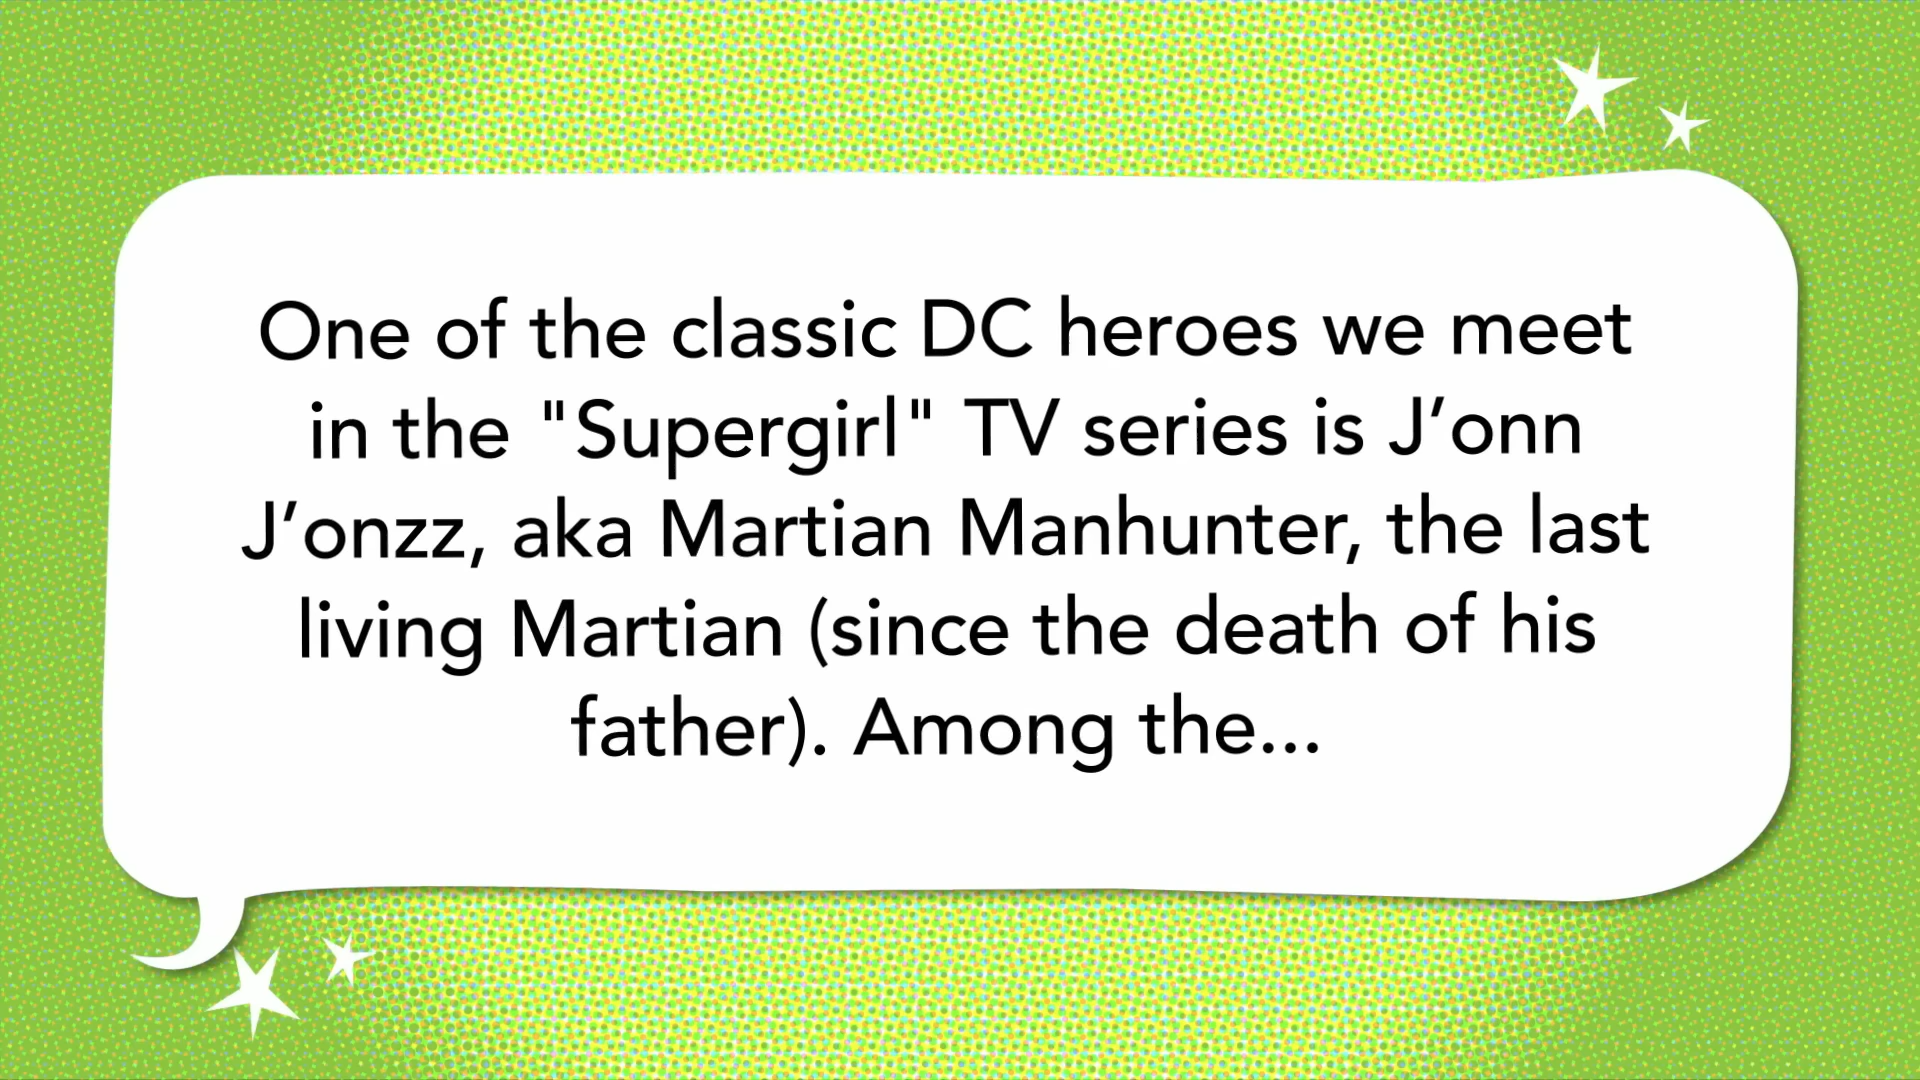 One of the classic DC heroes we meet
in the "Supergirl" TV series is J’onn
J’onzz, aka Martian Manhunter, the last
living Martian (since the death of his
father). Among the...